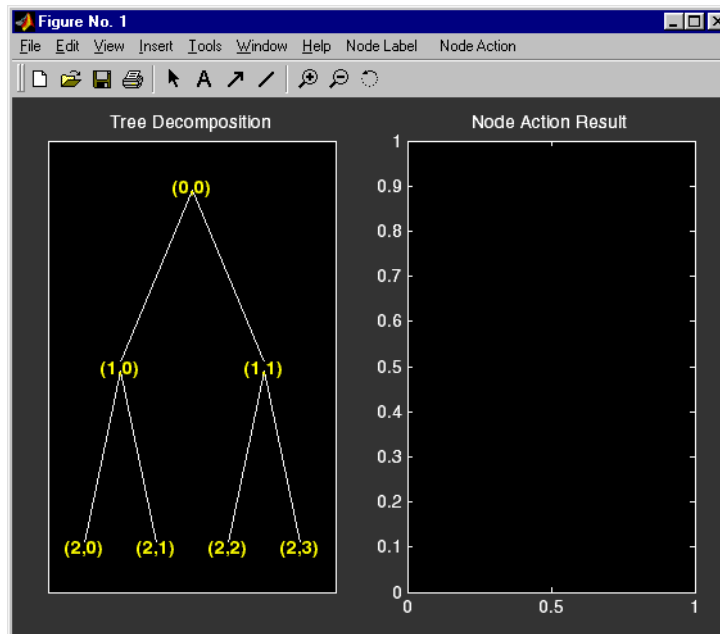 Figure No. 1
File Edit View Insert Tools Window Help Node Label Node Action
A
Tree Decomposition
(0,0)
(1,0) (1,1)
(2,0) (2,1) (2,2) (2,3)
Node Action Result
1
0.9
0.8
0.7
0.6
0.5
0.4
0.3
0.2
0.1
0
0 0.5 1